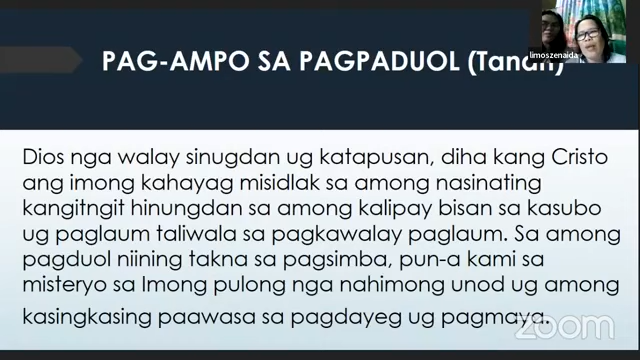 PAG-AMPO SA PAGPADUOL (Tanan)
limoszenaida
Dios nga walay sinugdan ug katapusan, diha kang Cristo
ang imong kahayag misidlak sa among nasinating
kangitngit hinungdan sa among kalipay bisan sa kasubo
ug paglaum taliwala sa pagkawalay paglaum. Sa among
pagduol niining takna sa pagsimba, pun-a kami sa
misteryo sa Imong pulong nga nahimong unod ug among
kasingkasing paawasa sa pagdayeg ug pagmaya.
zoom